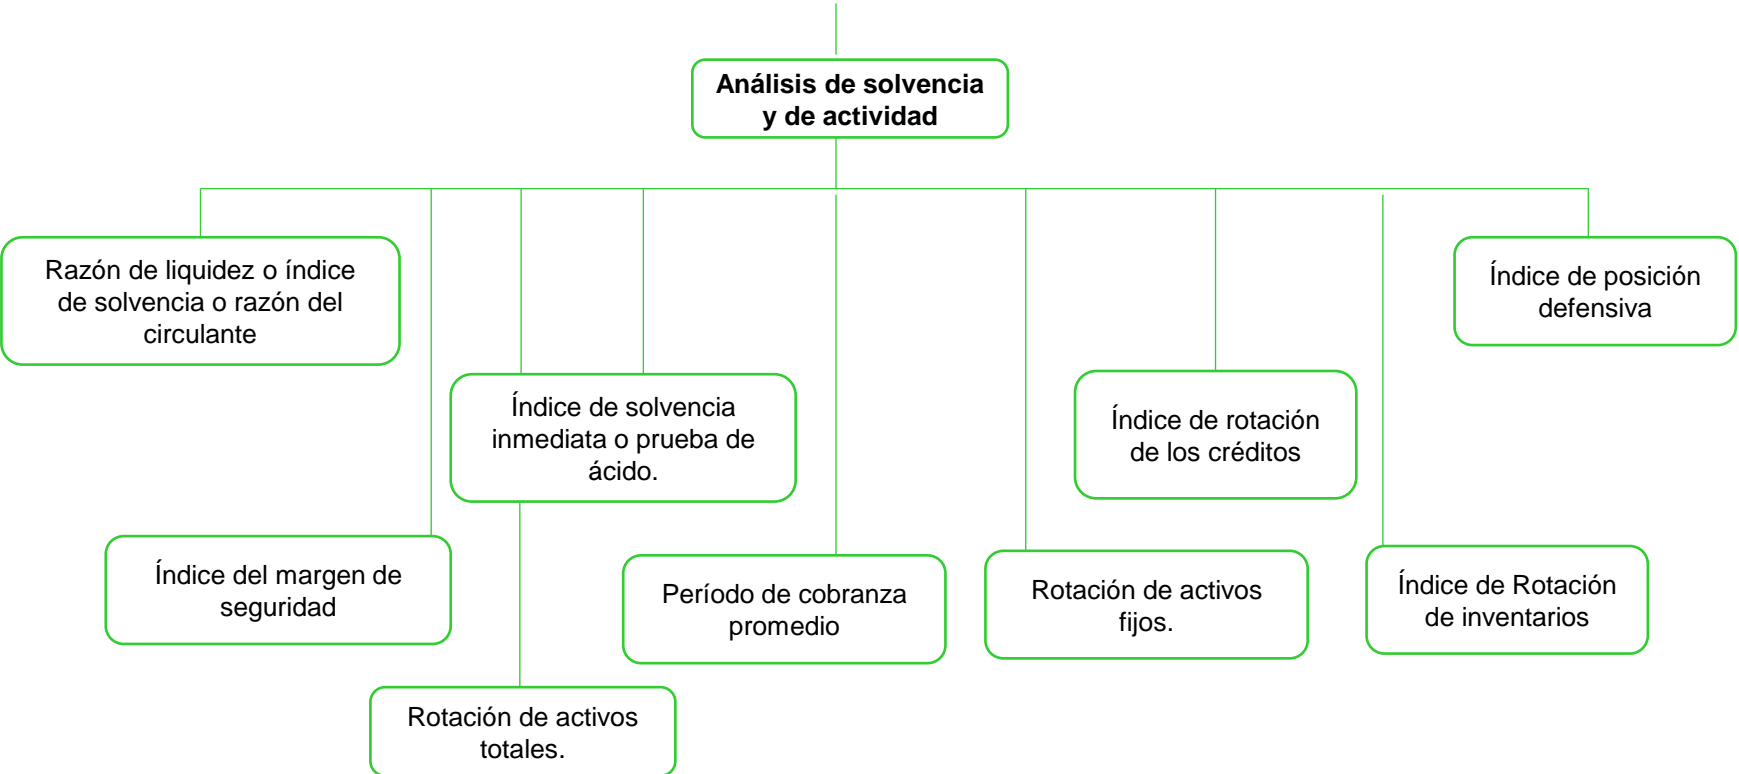 Análisis de solvencia
y de actividad
Razón de liquidez o índice
de solvencia o razón del
circulante
Índice de posición
defensiva
Índice de solvencia
inmediata o prueba de
ácido.
Índice de rotación
de los créditos
Índice del margen de
seguridad
Período de cobranza
promedio
Rotación de activos
fijos.
Índice de Rotación
de inventarios
Rotación de activos
totales.